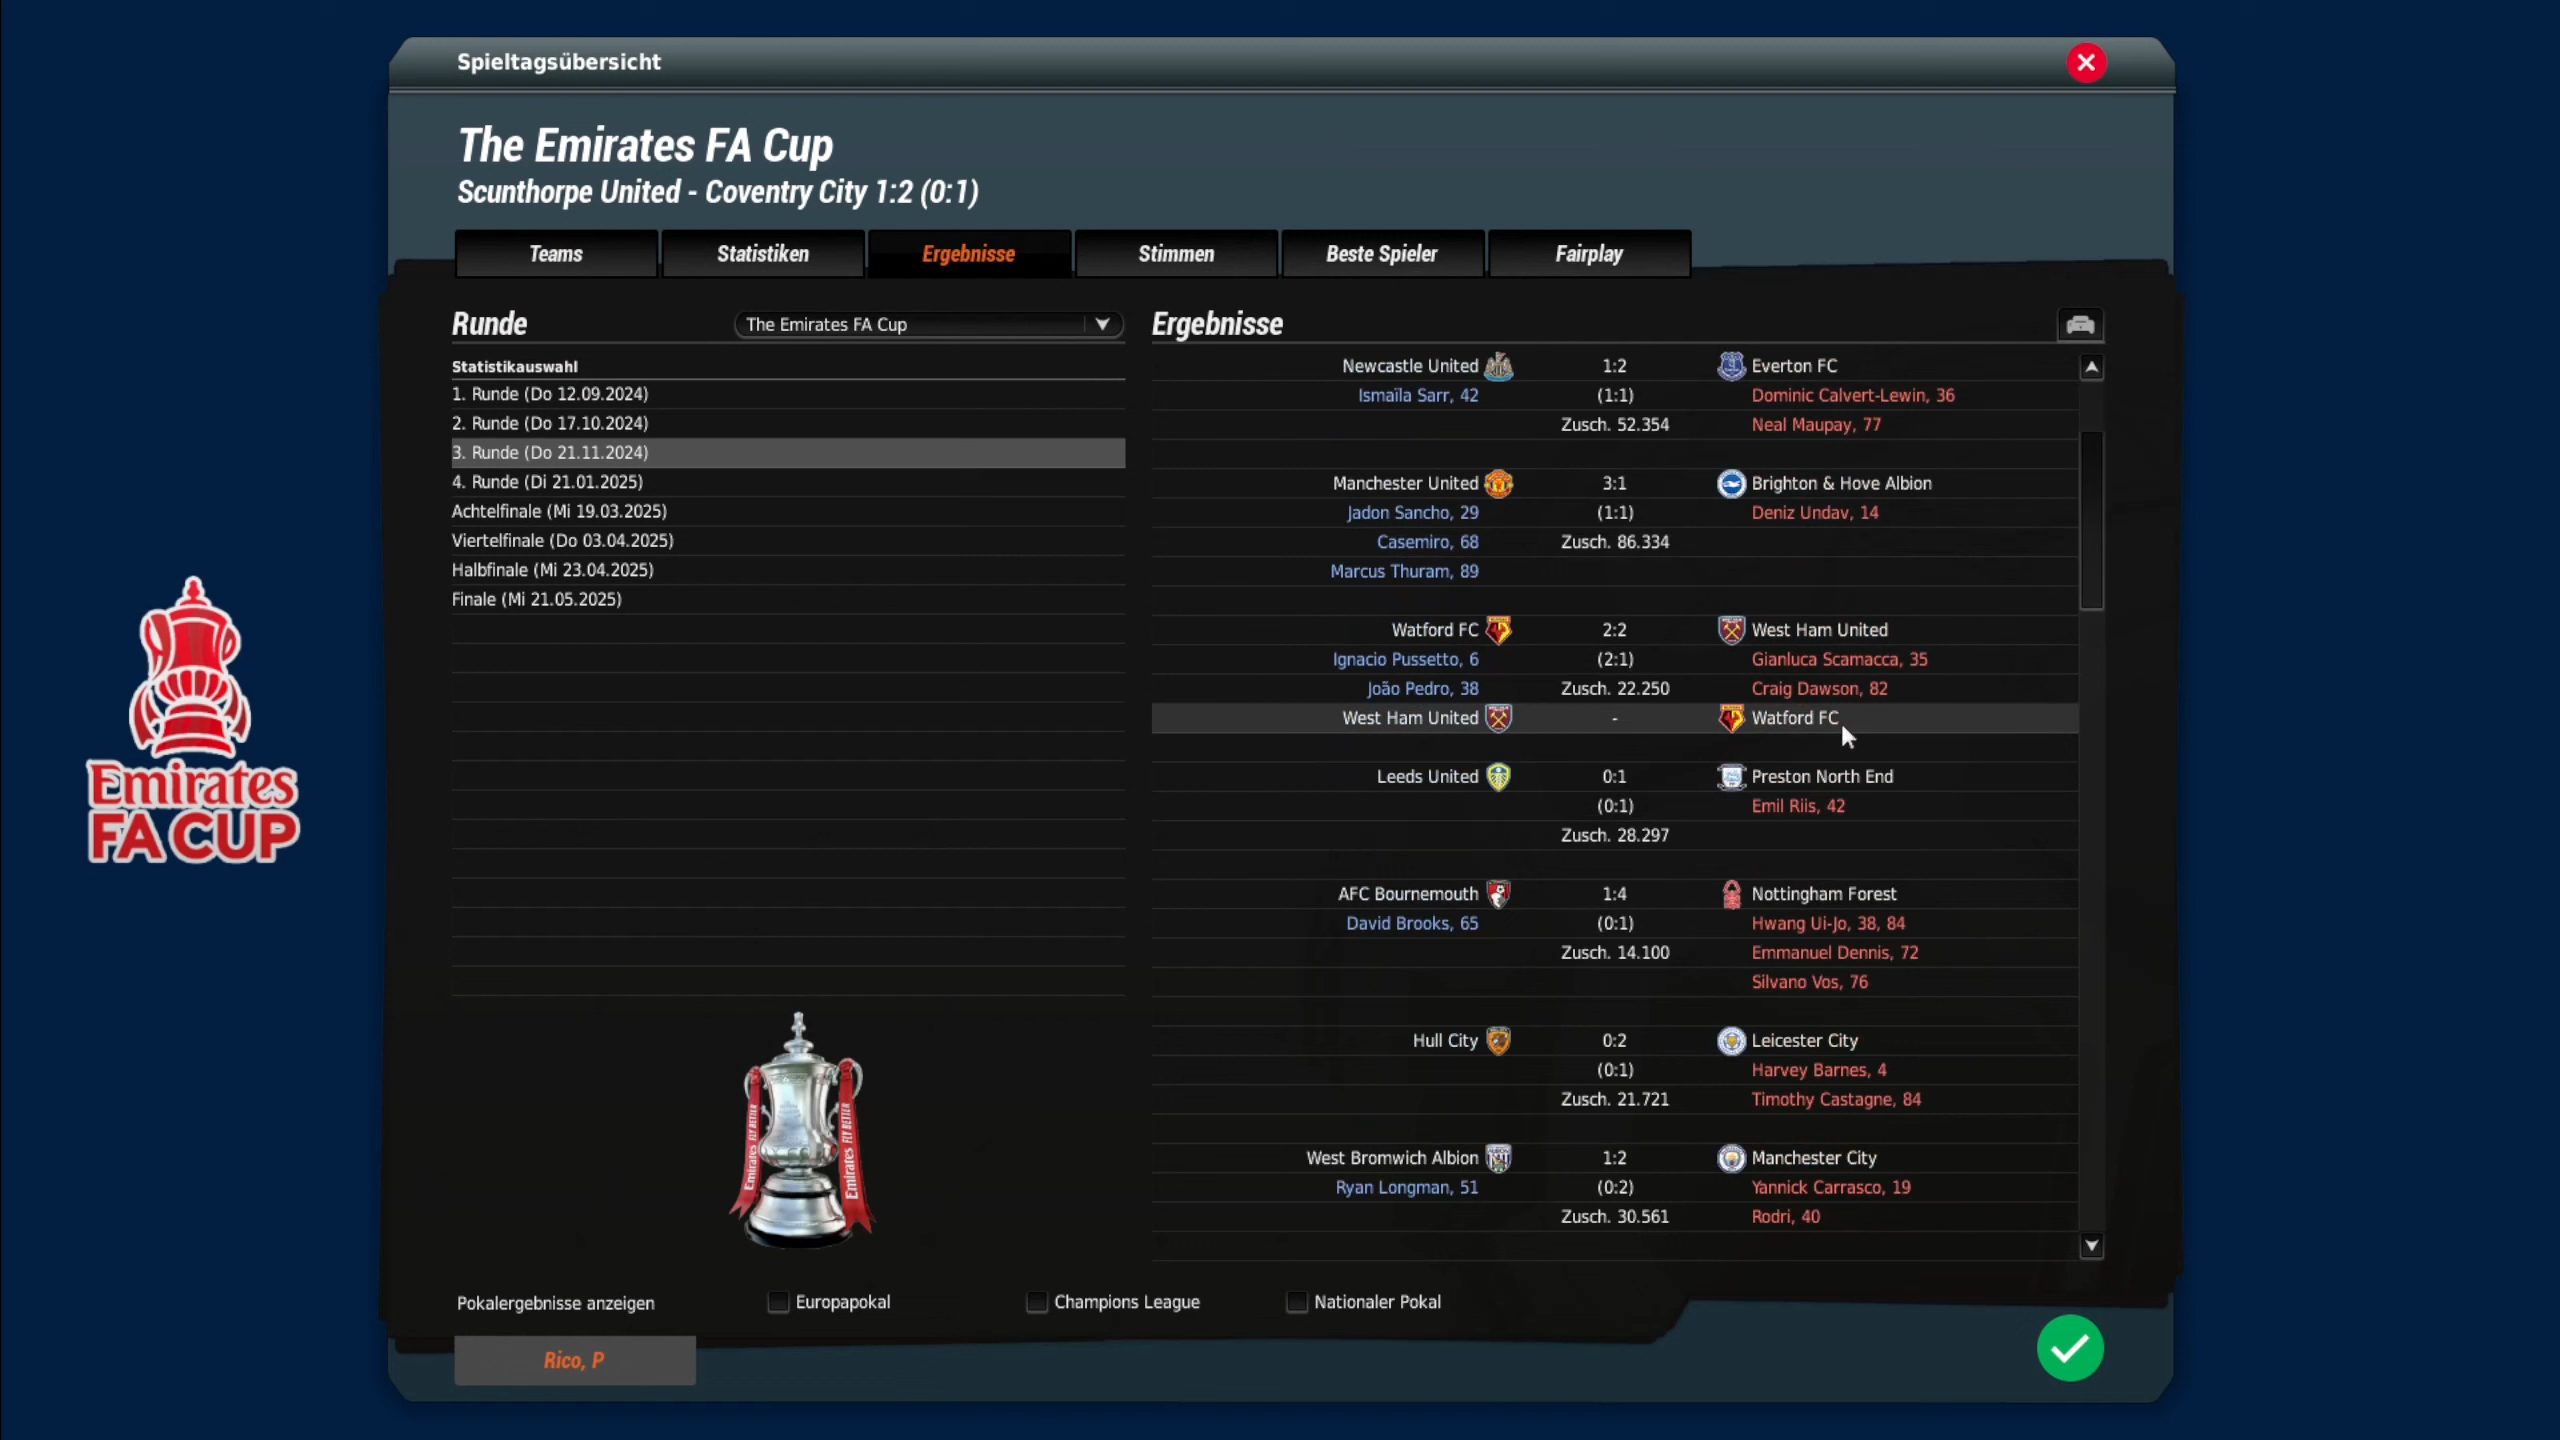 Spieltagsübersicht
The Emirates FA Cup
Scunthorpe United - Coventry City 1:2 (0:1)
Teams
Statistiken
Ergebnisse
Stimmen
Beste Spieler
Fairplay
Runde
The Emirates FA Cup
Statistikauswahl
1. Runde (Do 12.09.2024)
2. Runde (Do 17.10.2024)
3. Runde (Do 21.11.2024)
4. Runde (Di 21.01.2025)
Achtelfinale (Mi 19.03.2025)
Viertelfinale (Do 03.04.2025)
Halbfinale (Mi 23.04.2025)
Finale (Mi 21.05.2025)
Emirates
FA CUP
Emirates FLY BETTER
Emirates FLY BETTER
Ergebnisse
Newcastle United 1:2 Everton FC
Ismaïla Sarr, 42 (1:1) Dominic Calvert-Lewin, 36
Zusch. 52.354 Neal Maupay, 77
Manchester United 3:1 Brighton & Hove Albion
Jadon Sancho, 29 (1:1) Deniz Undav, 14
Casemiro, 68 Zusch. 86.334
Marcus Thuram, 89
Watford FC 2:2 West Ham United
Ignacio Pussetto, 6 (2:1) Gianluca Scamacca, 35
João Pedro, 38 Zusch. 22.250 Craig Dawson, 82
West Ham United - Watford FC
Leeds United 0:1 Preston North End
(0:1) Emil Riis, 42
Zusch. 28.297
AFC Bournemouth 1:4 Nottingham Forest
David Brooks, 65 (0:1) Hwang Ui-Jo, 38, 84
Zusch. 14.100 Emmanuel Dennis, 72
Silvano Vos, 76
Hull City 0:2 Leicester City
(0:1) Harvey Barnes, 4
Zusch. 21.721 Timothy Castagne, 84
West Bromwich Albion 1:2 Manchester City
Ryan Longman, 51 (0:2) Yannick Carrasco, 19
Zusch. 30.561 Rodri, 40
Pokalergebnisse anzeigen
Europapokal
Champions League
Nationaler Pokal
Rico, P